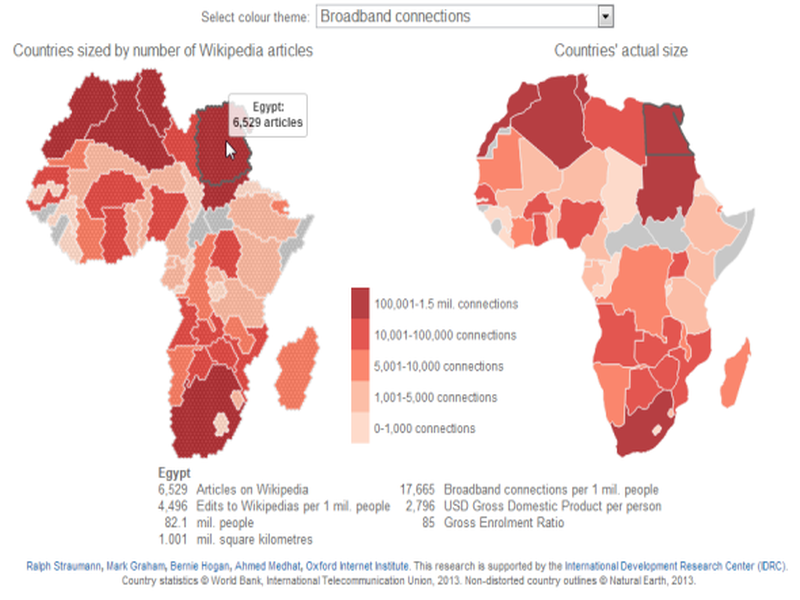 Select colour theme: Broadband connections
Countries sized by number of Wikipedia articles
Countries' actual size
Egypt:
6,529 articles
100,001-1.5 mil. connections
10,001-100,000 connections
5,001-10,000 connections
1,001-5,000 connections
0-1,000 connections
Egypt
6,529 Articles on Wikipedia
17,665 Broadband connections per 1 mil. people
4,496 Edits to Wikipedias per 1 mil. people
2,796 USD Gross Domestic Product per person
82.1 mil. people
85 Gross Enrolment Ratio
1.001 mil. square kilometres
Ralph Straumann, Mark Graham, Bernie Hogan, Ahmed Medhat, Oxford Internet Institute. This research is supported by the International Development Research Center (IDRC).
Country statistics © World Bank, International Telecommunication Union, 2013. Non-distorted country outlines © Natural Earth, 2013.